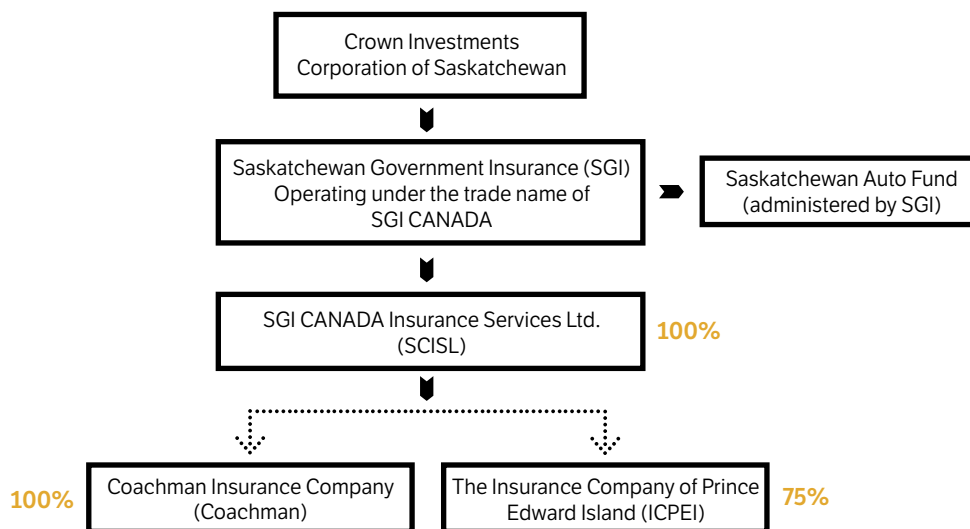 Crown Investments
Corporation of Saskatchewan
Saskatchewan Government Insurance (SGI)
Operating under the trade name of
SGI CANADA
Saskatchewan Auto Fund
(administered by SGI)
SGI CANADA Insurance Services Ltd.
(SCISL)
100%
100%
Coachman Insurance Company
(Coachman)
The Insurance Company of Prince
Edward Island (ICPEI)
75%